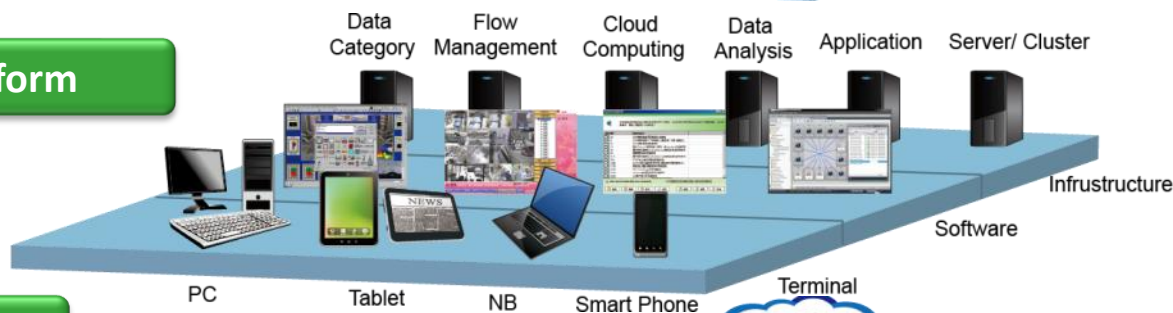 Data
Category
Flow
Management
Cloud
Computing
Data
Analysis
Application
Server/ Cluster
form
NEWS
Infrustructure
Software
Terminal
PC
Tablet
NB
Smart Phone